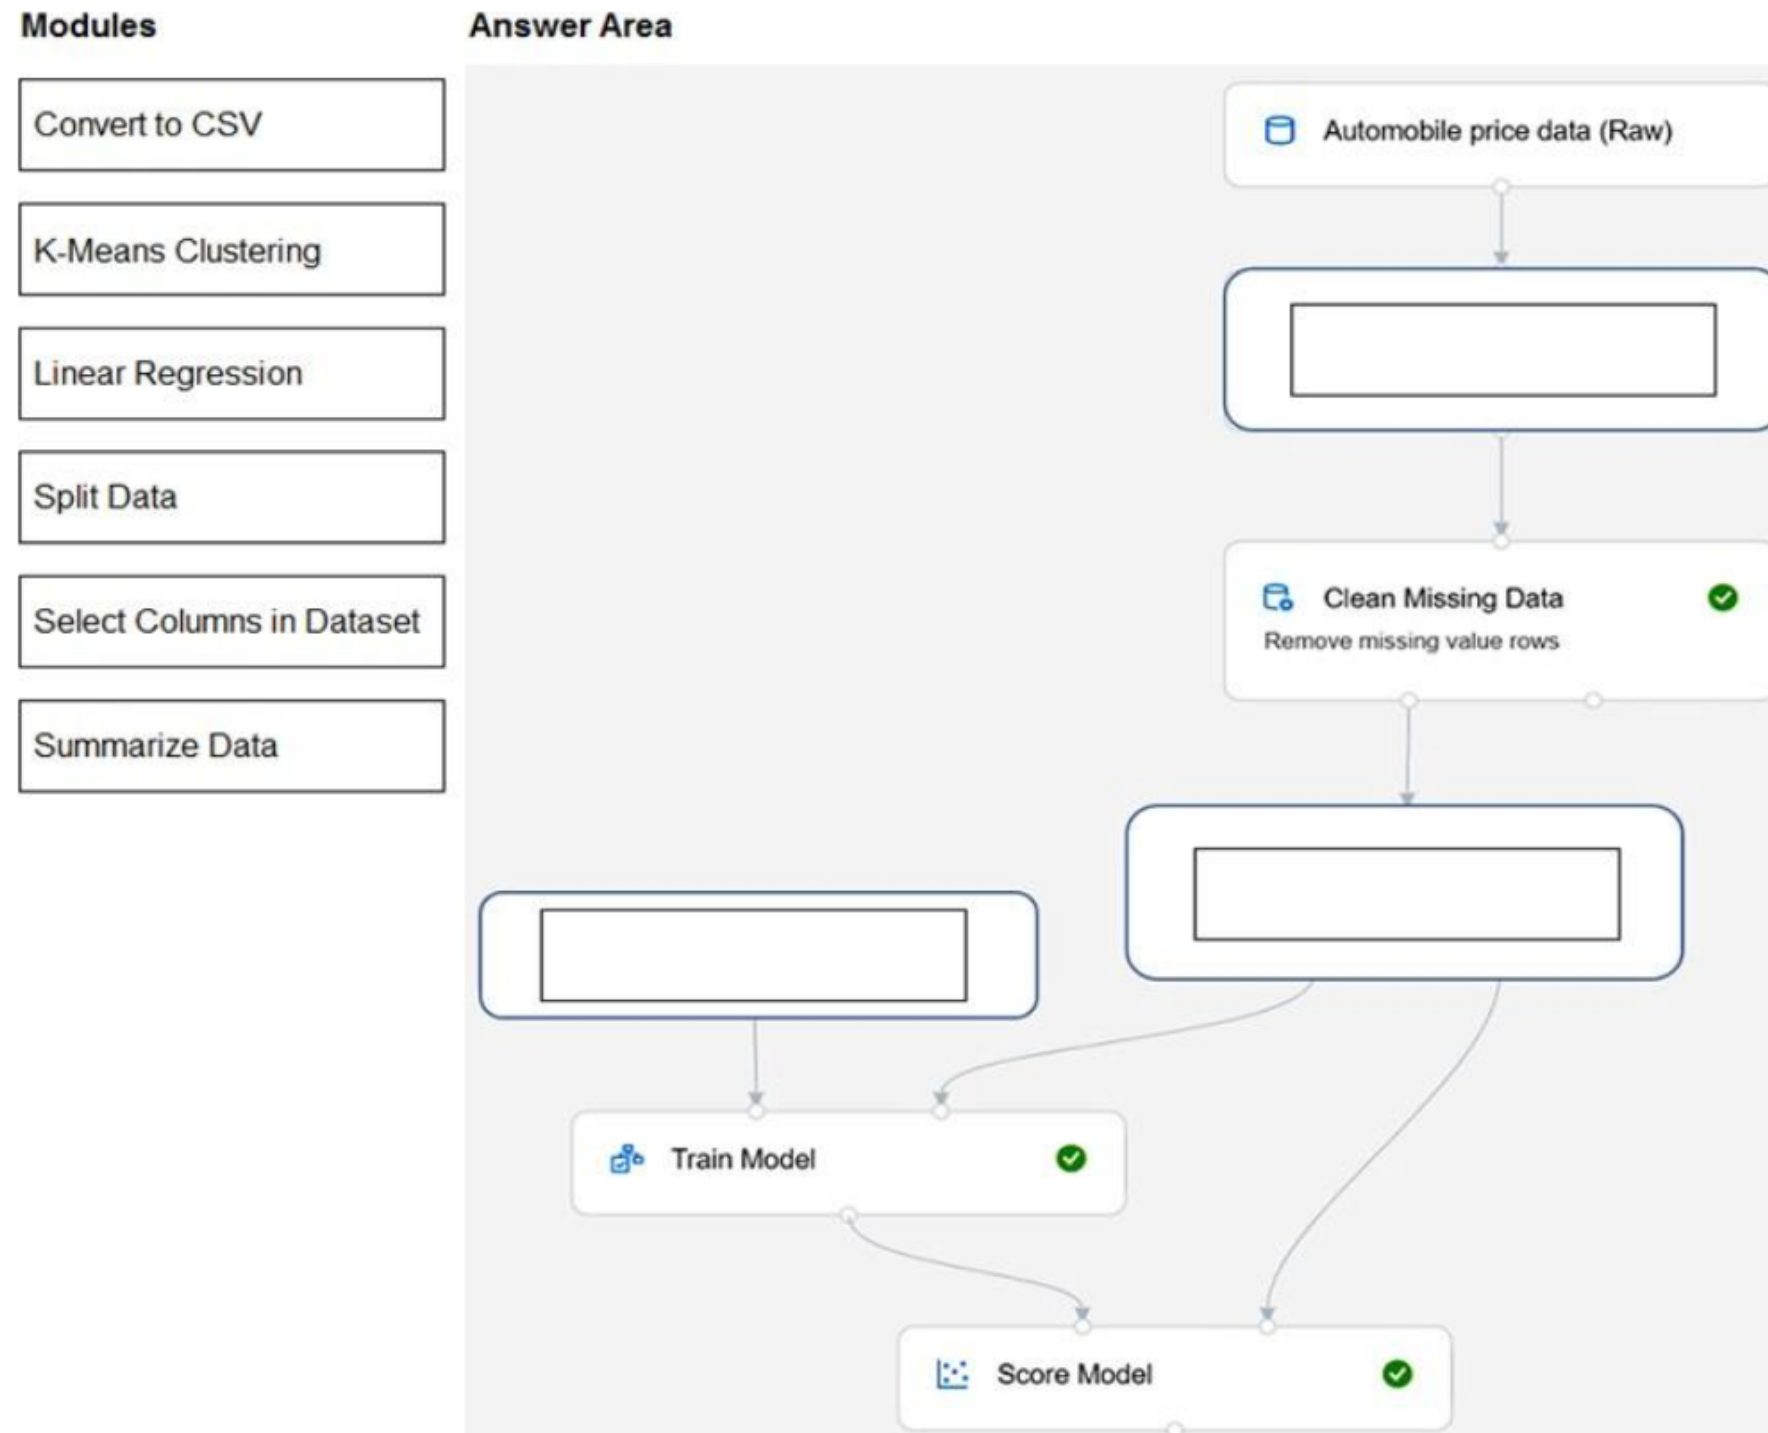 Modules
Answer Area
Convert to CSV
K-Means Clustering
Linear Regression
Split Data
Select Columns in Dataset
Summarize Data
Automobile price data (Raw)
Clean Missing Data
Remove missing value rows
Train Model
Score Model